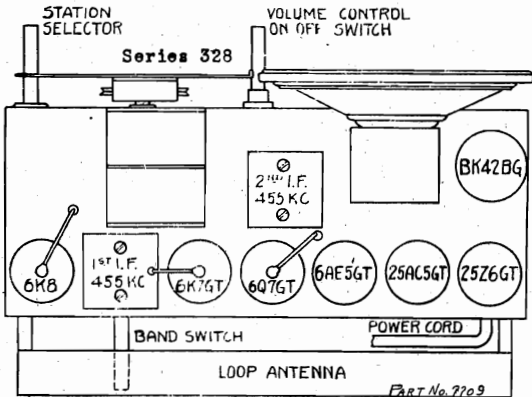 STATION
SELECTOR
VOLUME CONTROL
ON OFF SWITCH
Series 328
BK42BG
2ND I.F.
455 KC
6K8
1ST I.F.
455 KC
6K7GT
6Q7GT
6AE5GT
25AC5GT
25Z6GT
BAND SWITCH
POWER CORD
LOOP ANTENNA
PART No. 7709